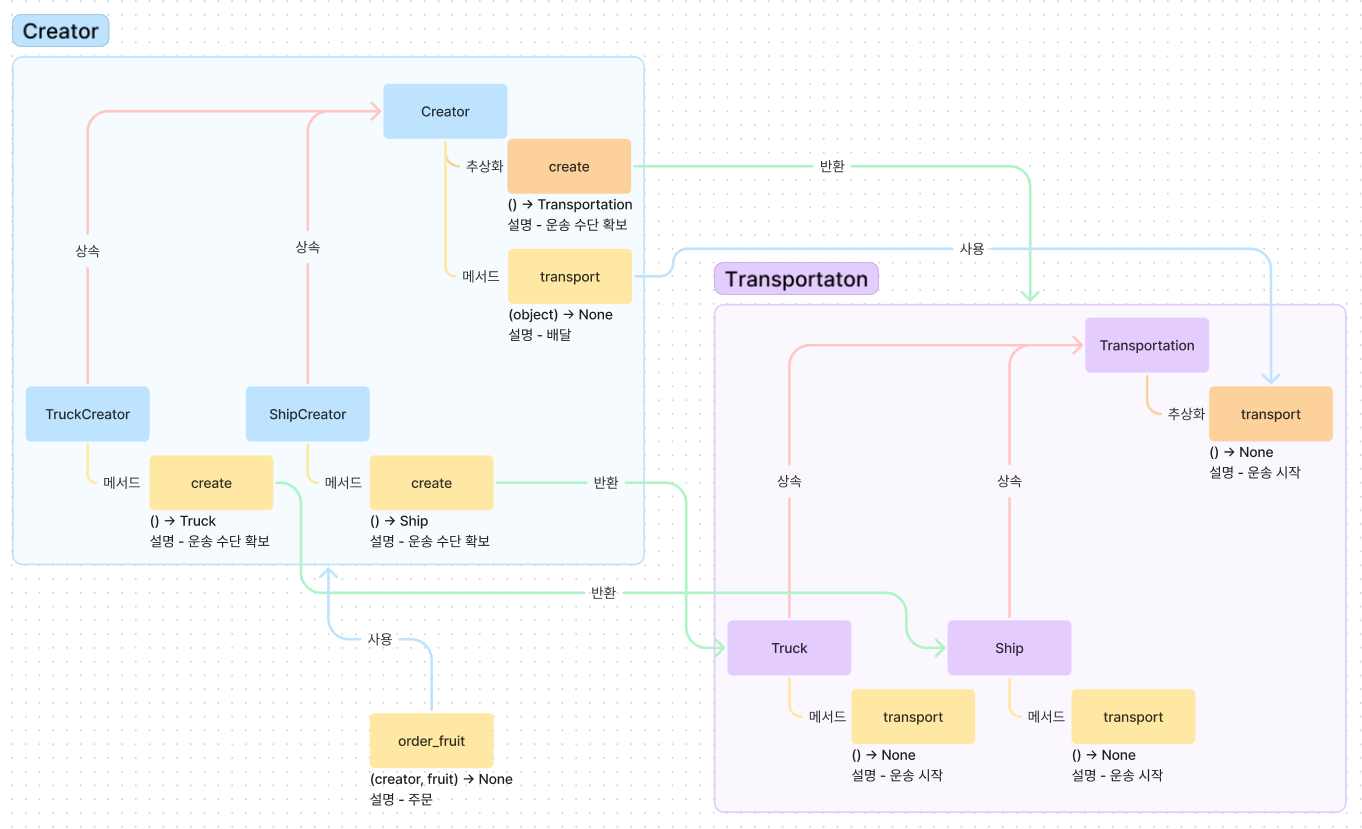 Creator
Creator
추상화
create
() → Transportation
설명 - 운송 수단 확보
반환
메서드
transport
(object) → None
설명 - 배달
사용
상속
상속
TruckCreator
메서드
create
() → Truck
설명 - 운송 수단 확보
ShipCreator
메서드
create
() → Ship
설명 - 운송 수단 확보
반환
반환
사용
order_fruit
(creator, fruit) → None
설명 - 주문
Transportaton
Transportation
추상화
transport
() → None
설명 - 운송 시작
상속
상속
Truck
메서드
transport
() → None
설명 - 운송 시작
Ship
메서드
transport
() → None
설명 - 운송 시작